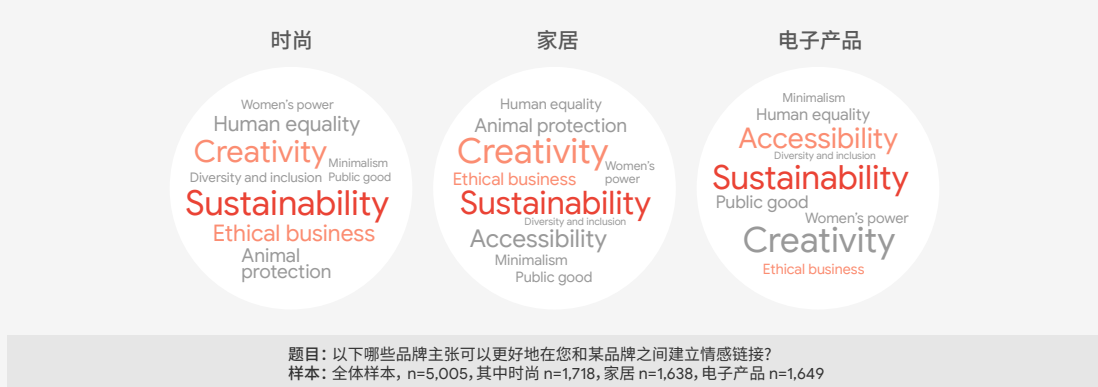 时尚
家居
电子产品
Women's power
Human equality
Creativity
Minimalism
Diversity and inclusion
Public good
Sustainability
Ethical business
Animal
protection
Human equality
Animal protection
Creativity
Women's
power
Ethical business
Sustainability
Diversity and inclusion
Accessibility
Minimalism
Public good
Minimalism
Human equality
Accessibility
Diversity and inclusion
Sustainability
Public good
Women's power
Creativity
Ethical business
题目：以下哪些品牌主张可以更好地在您和某品牌之间建立情感链接？
样本：全体样本，n=5,005，其中时尚 n=1,718，家居 n=1,638，电子产品 n=1,649